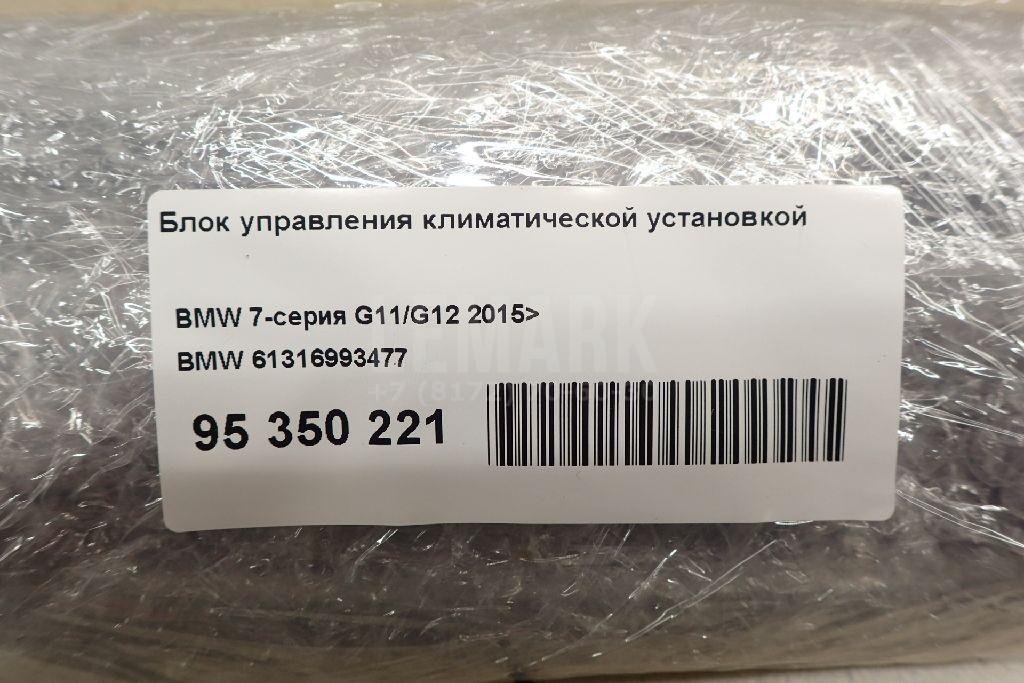 Блок управления климатической установкой
BMW 7-серия G11/G12 2015>
BMW 61316993477
95 350 221